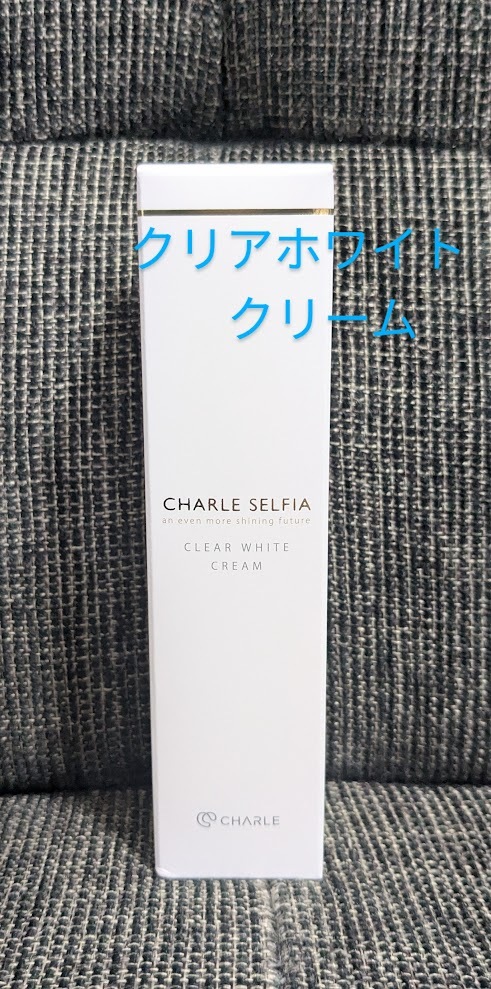 クリアホワイト
クリーム
CHARLE SELFIA
an even more shining future
CLEAR WHITE
CREAM
CHARLE